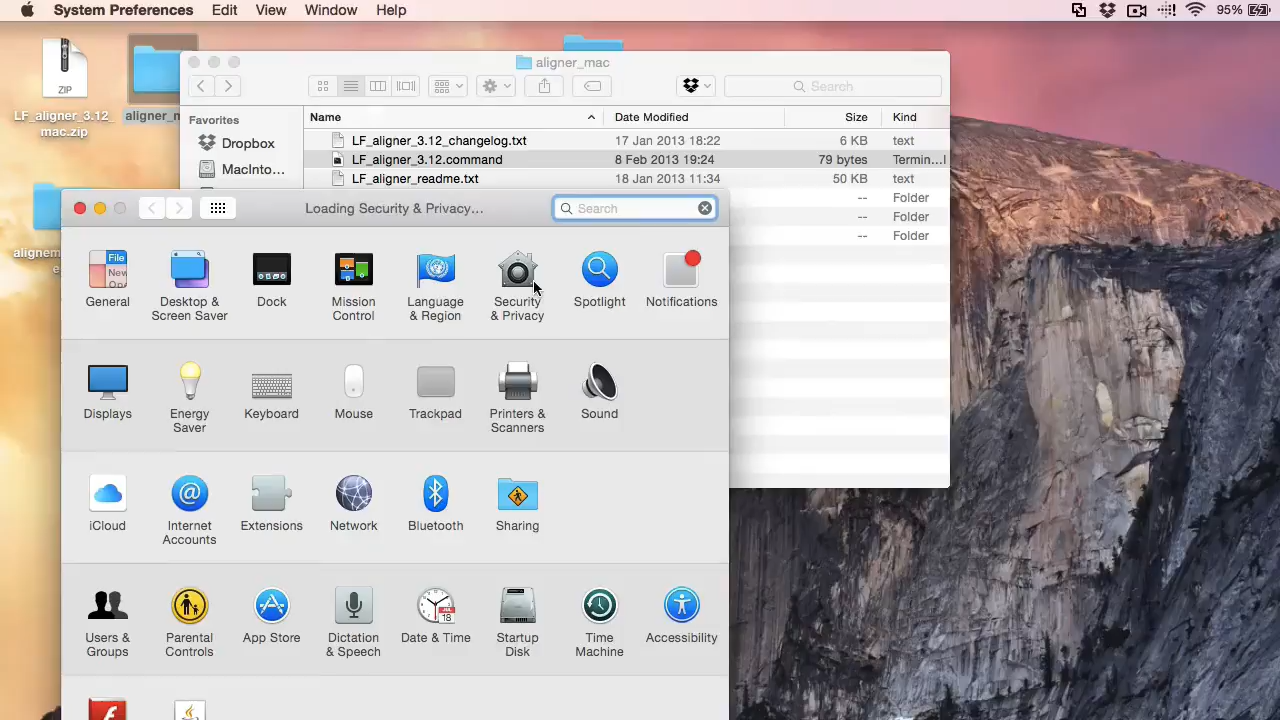 System Preferences Edit View Window Help 95%
ZIP
LF_aligner_3.12_
mac.zip
aligner_m
aligner_mac
Search
Favorites
Dropbox
MacInto...
Name Date Modified Size Kind
LF_aligner_3.12_changelog.txt 17 Jan 2013 18:22 6 KB text
LF_aligner_3.12.command 8 Feb 2013 19:24 79 bytes Termin...l
LF_aligner_readme.txt 18 Jan 2013 11:34 50 KB text
-- Folder
-- Folder
-- Folder
alignem
e
Loading Security & Privacy...
Search
File
New
General
Desktop &
Screen Saver
Dock
Mission
Control
Language
& Region
Security
& Privacy
Spotlight
Notifications
Displays
Energy
Saver
Keyboard
Mouse
Trackpad
Printers &
Scanners
Sound
iCloud
Internet
Accounts
Extensions
Network
Bluetooth
Sharing
Users &
Groups
Parental
Controls
App Store
Dictation
& Speech
18
Date & Time
Startup
Disk
Time
Machine
Accessibility